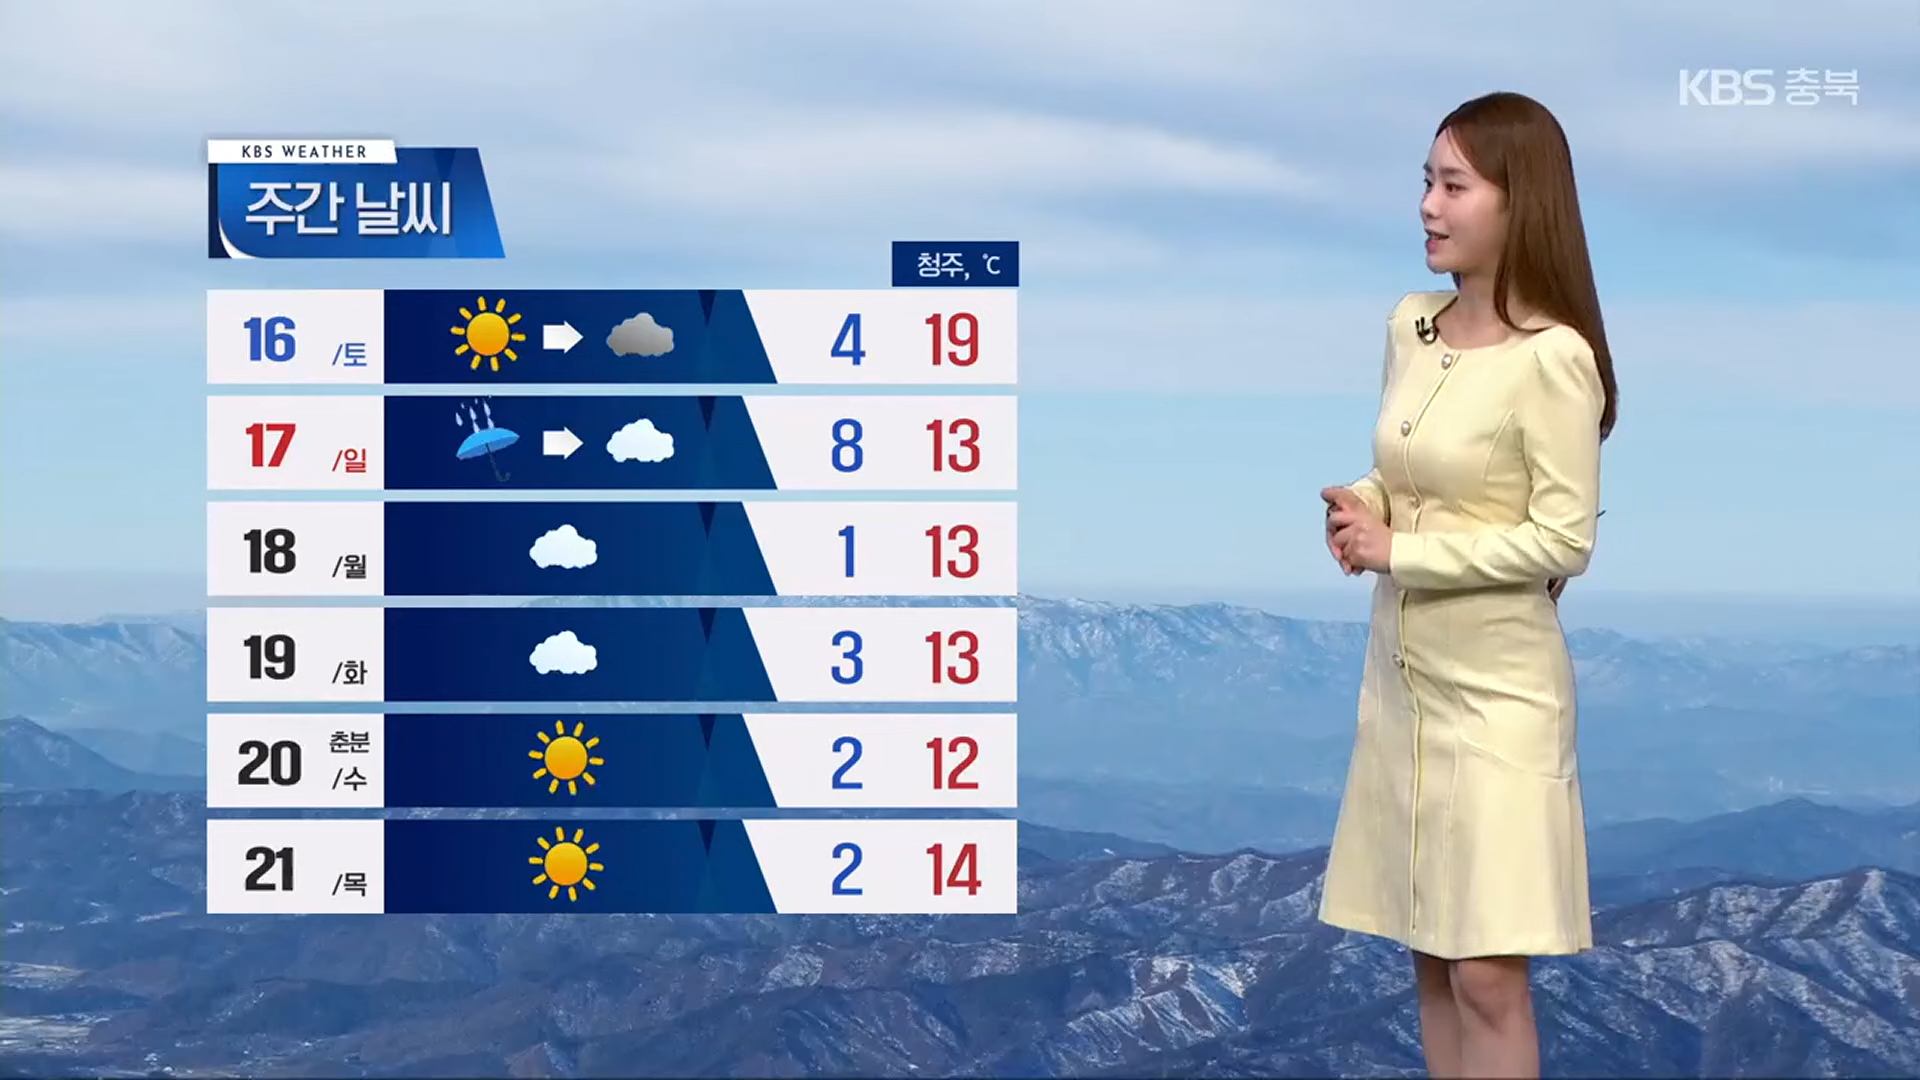 KBS 충북
KBS WEATHER
주간 날씨
청주, ℃
16 /토 4 19
17 /일 8 13
18 /월 1 13
19 /화 3 13
20 춘분 /수 2 12
21 /목 2 14